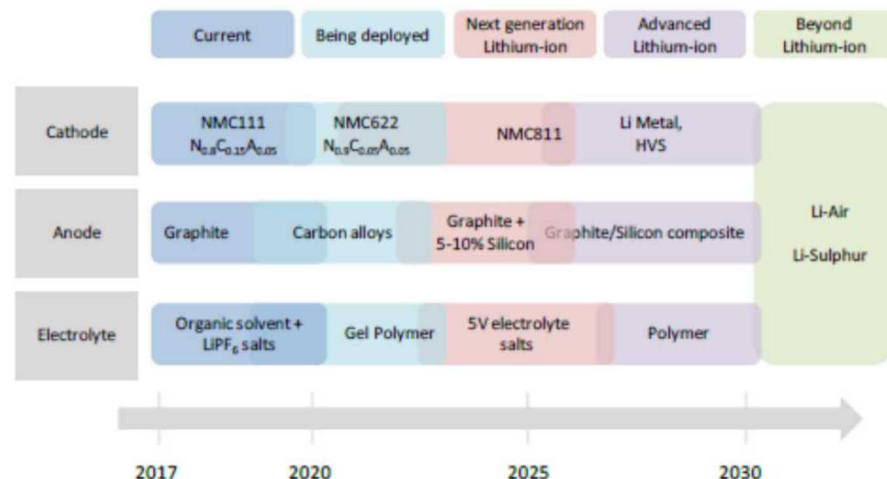 Current
Being deployed
Next generation
Lithium-ion
Advanced
Lithium-ion
Beyond
Lithium-ion
Cathode
NMC111
N₀.₈C₀.₁₅A₀.₀₅
NMC622
N₀.₉C₀.₀₅A₀.₀₅
NMC811
Li Metal,
HVS
Anode
Graphite
Carbon alloys
Graphite +
5-10% Silicon
Graphite/Silicon composite
Li-Air
Li-Sulphur
Electrolyte
Organic solvent +
LiPF₆ salts
Gel Polymer
5V electrolyte
salts
Polymer
2017
2020
2025
2030